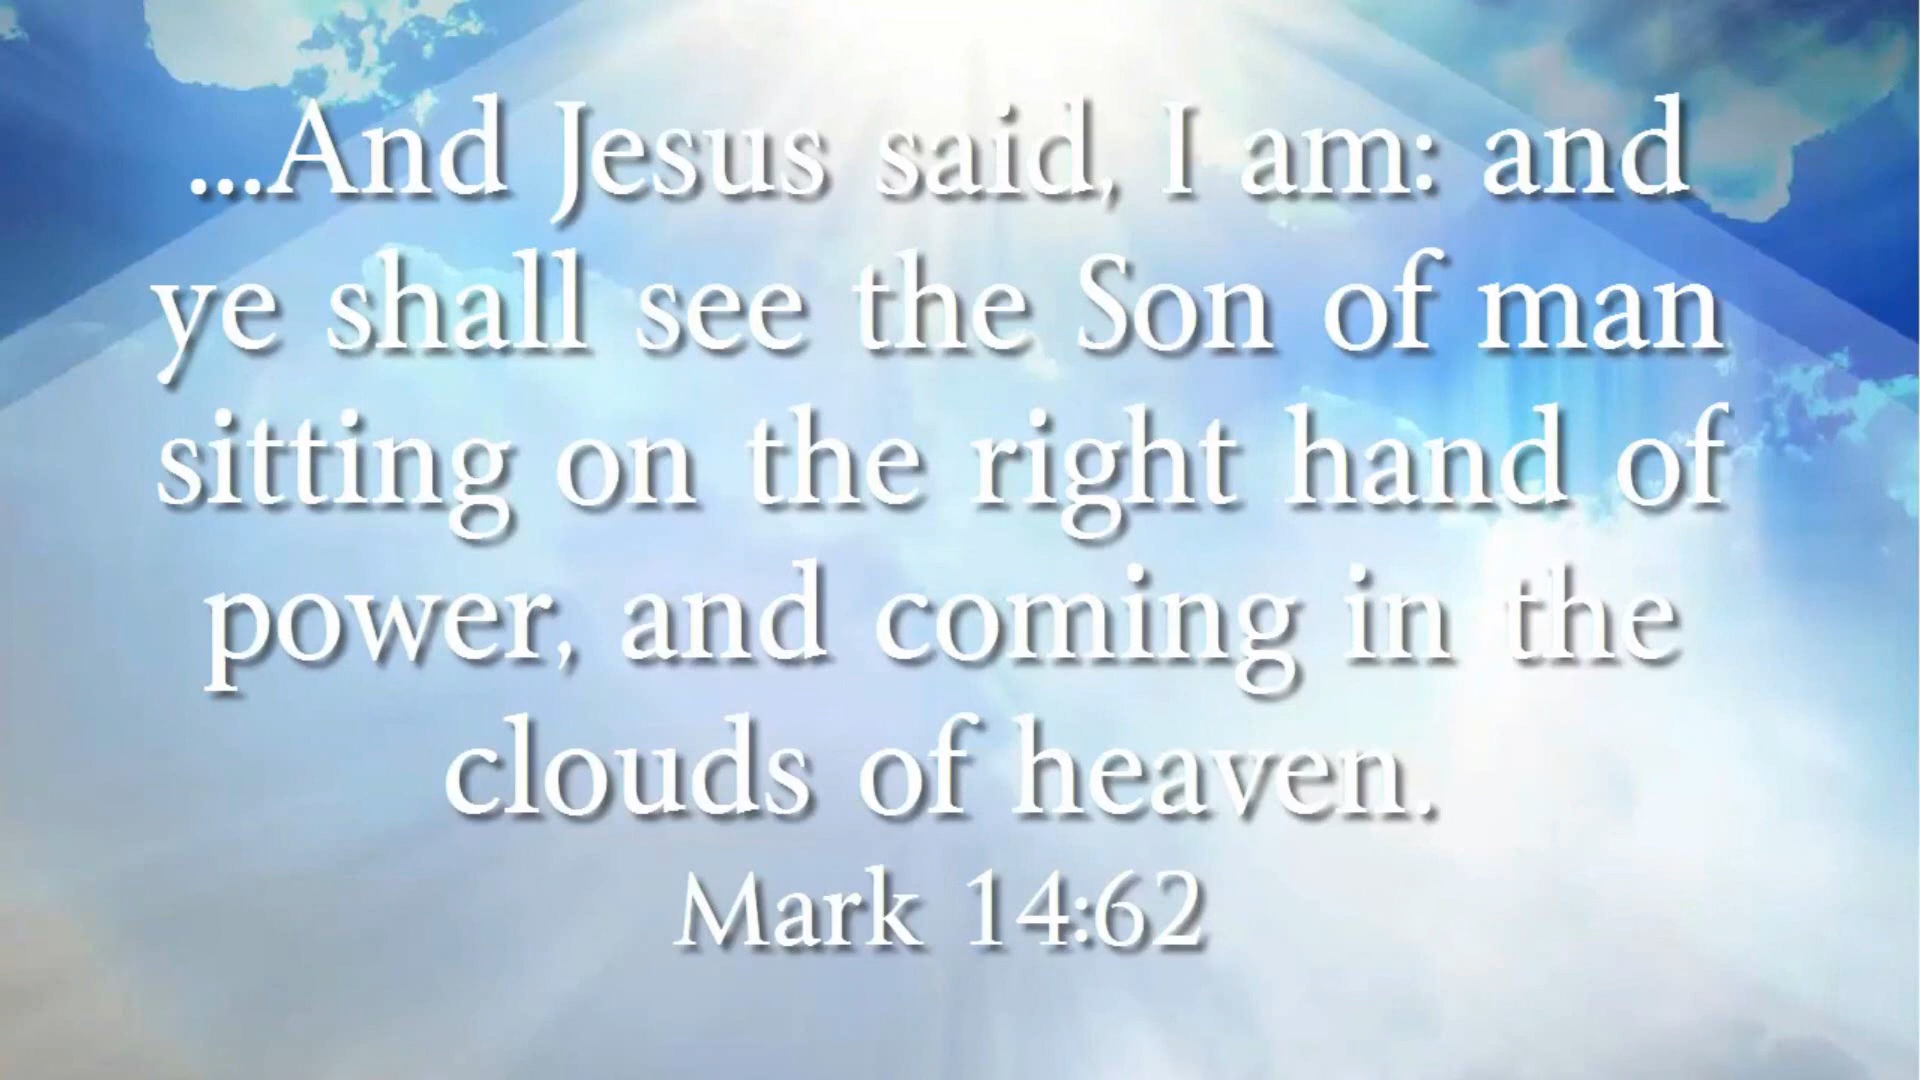 ...And Jesus said, I am: and
ye shall see the Son of man
sitting on the right hand of
power, and coming in the
clouds of heaven.
Mark 14:62